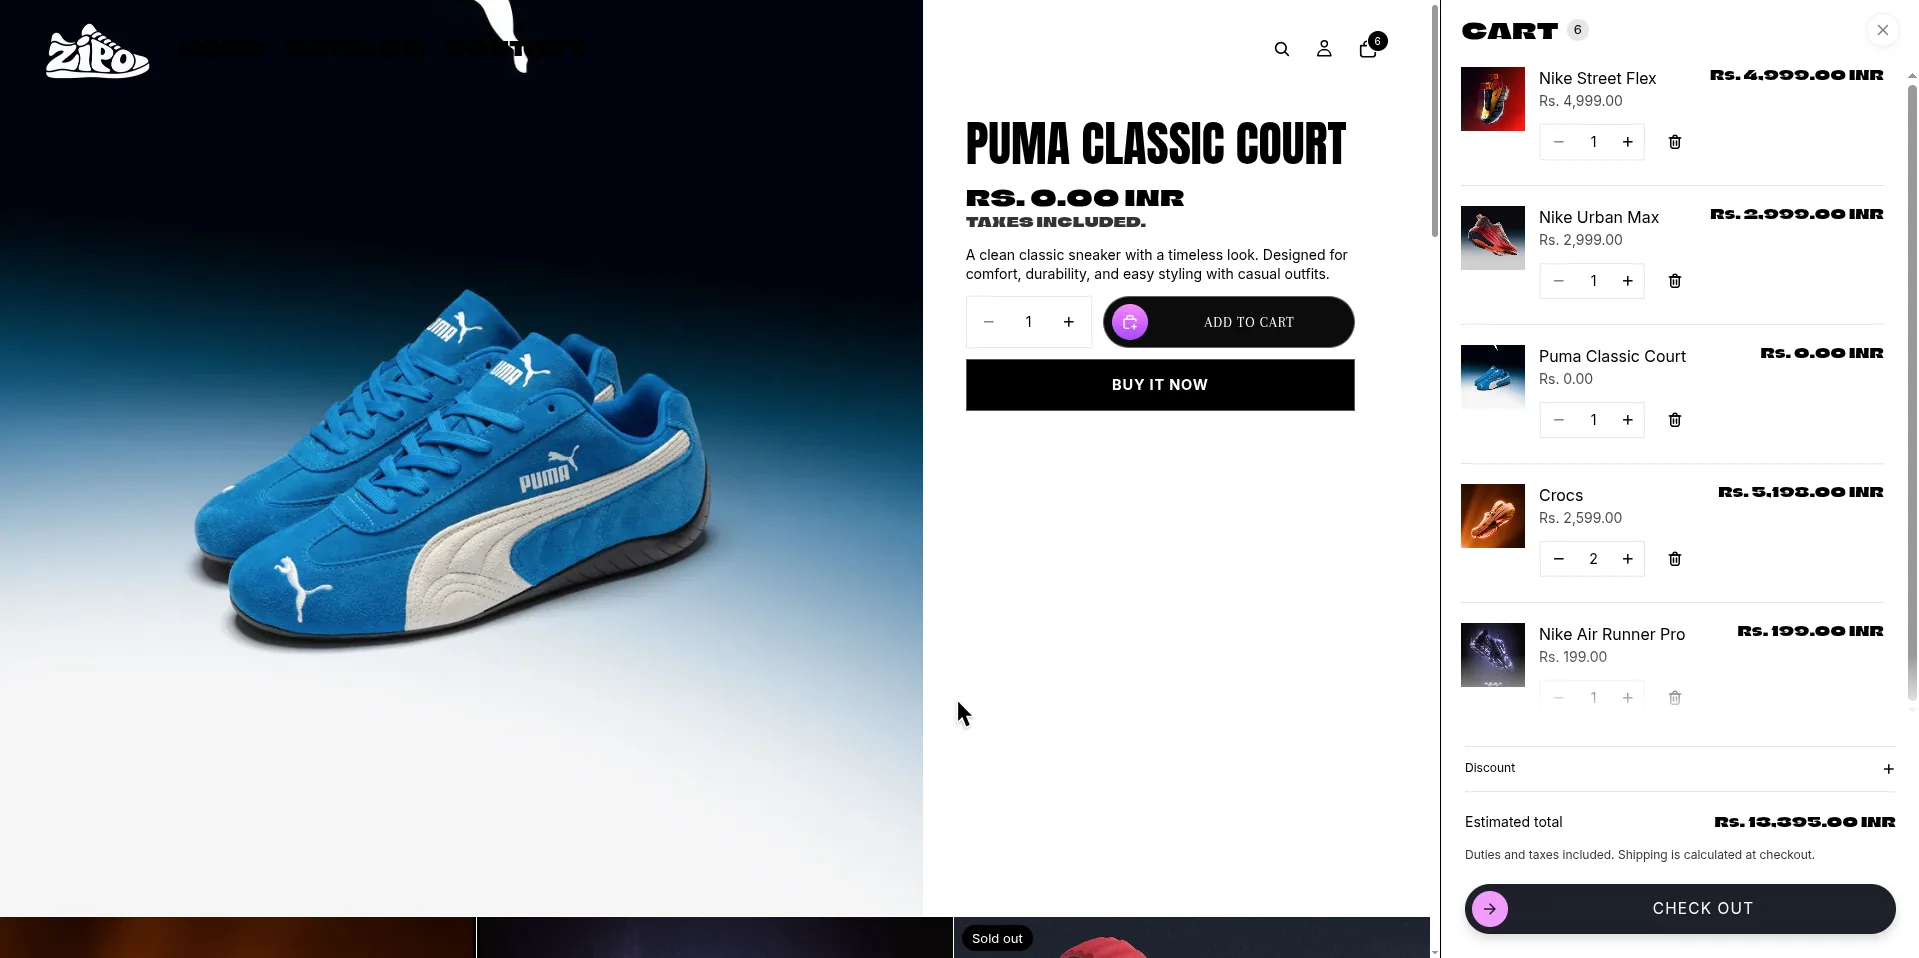 ZIPO
6
PUMA CLASSIC COURT
RS. 0.00 INR
TAXES INCLUDED.
A clean classic sneaker with a timeless look. Designed for
comfort, durability, and easy styling with casual outfits.
1
ADD TO CART
BUY IT NOW
PUMA
PUMA
PUMA
Sold out
CART 6
Nike Street Flex
Rs. 4,999.00 INR
Rs. 4,999.00
1
Nike Urban Max
Rs. 2,999.00 INR
Rs. 2,999.00
1
Puma Classic Court
Rs. 0.00 INR
Rs. 0.00
1
Crocs
Rs. 5,198.00 INR
Rs. 2,599.00
2
Nike Air Runner Pro
Rs. 199.00 INR
Rs. 199.00
1
Discount
Estimated total
Rs. 13,395.00 INR
Duties and taxes included. Shipping is calculated at checkout.
CHECK OUT